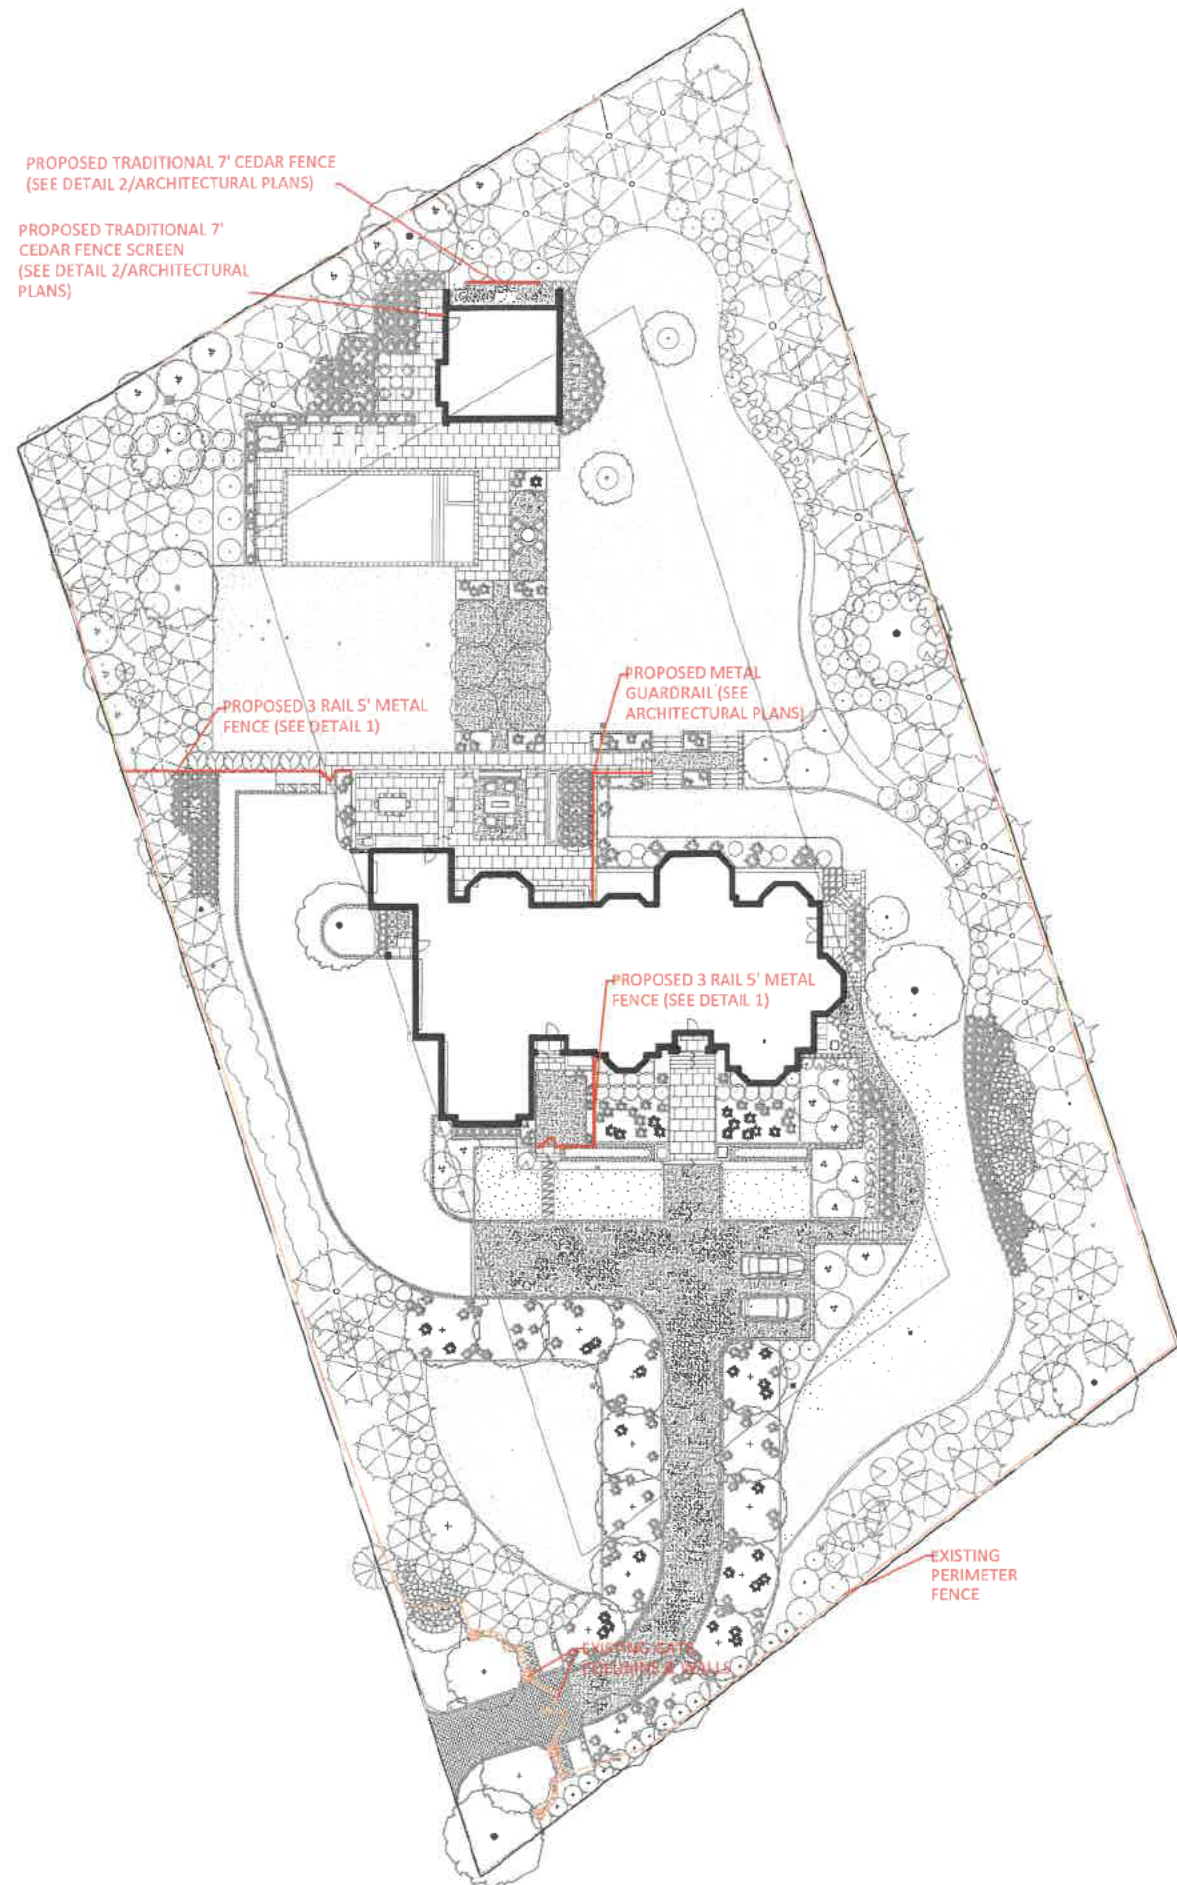 PROPOSED TRADITIONAL 7' CEDAR FENCE
(SEE DETAIL 2/ARCHITECTURAL PLANS)
PROPOSED TRADITIONAL 7'
CEDAR FENCE SCREEN
(SEE DETAIL 2/ARCHITECTURAL
PLANS)
PROPOSED METAL
GUARDRAIL (SEE
ARCHITECTURAL PLANS)
PROPOSED 3 RAIL 5' METAL
FENCE (SEE DETAIL 1)
PROPOSED 3 RAIL 5' METAL
FENCE (SEE DETAIL 1)
EXISTING
PERIMETER
FENCE
EXISTING GATE,
COLUMNS & WALLS